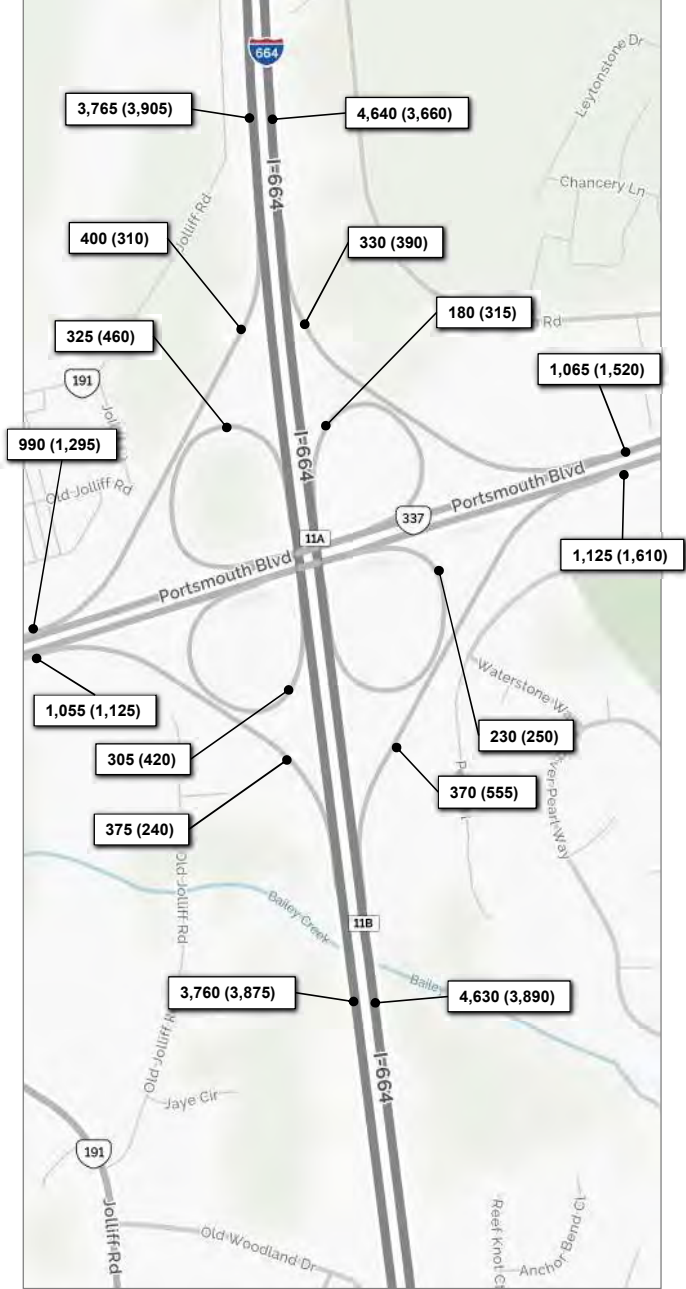 Leytonstone Dr
664
3,765 (3,905)
4,640 (3,660)
I-664
Chancery Ln
Jolliff Rd
400 (310)
330 (390)
180 (315)
Rd
325 (460)
1,065 (1,520)
191
990 (1,295)
I-664
Old Jolliff Rd
Portsmouth Blvd
337
11A
1,125 (1,610)
Portsmouth Blvd
1,055 (1,125)
Waterstone
230 (250)
305 (420)
370 (555)
375 (240)
Old Jolliff Rd
Bailey Creek
11B
3,760 (3,875)
4,630 (3,890)
I-664
Old Jolliff
Jaye Cir
191
Jolliff Rd
Old Woodland Dr
Reef Knot Ct
Anchor Bend Ct